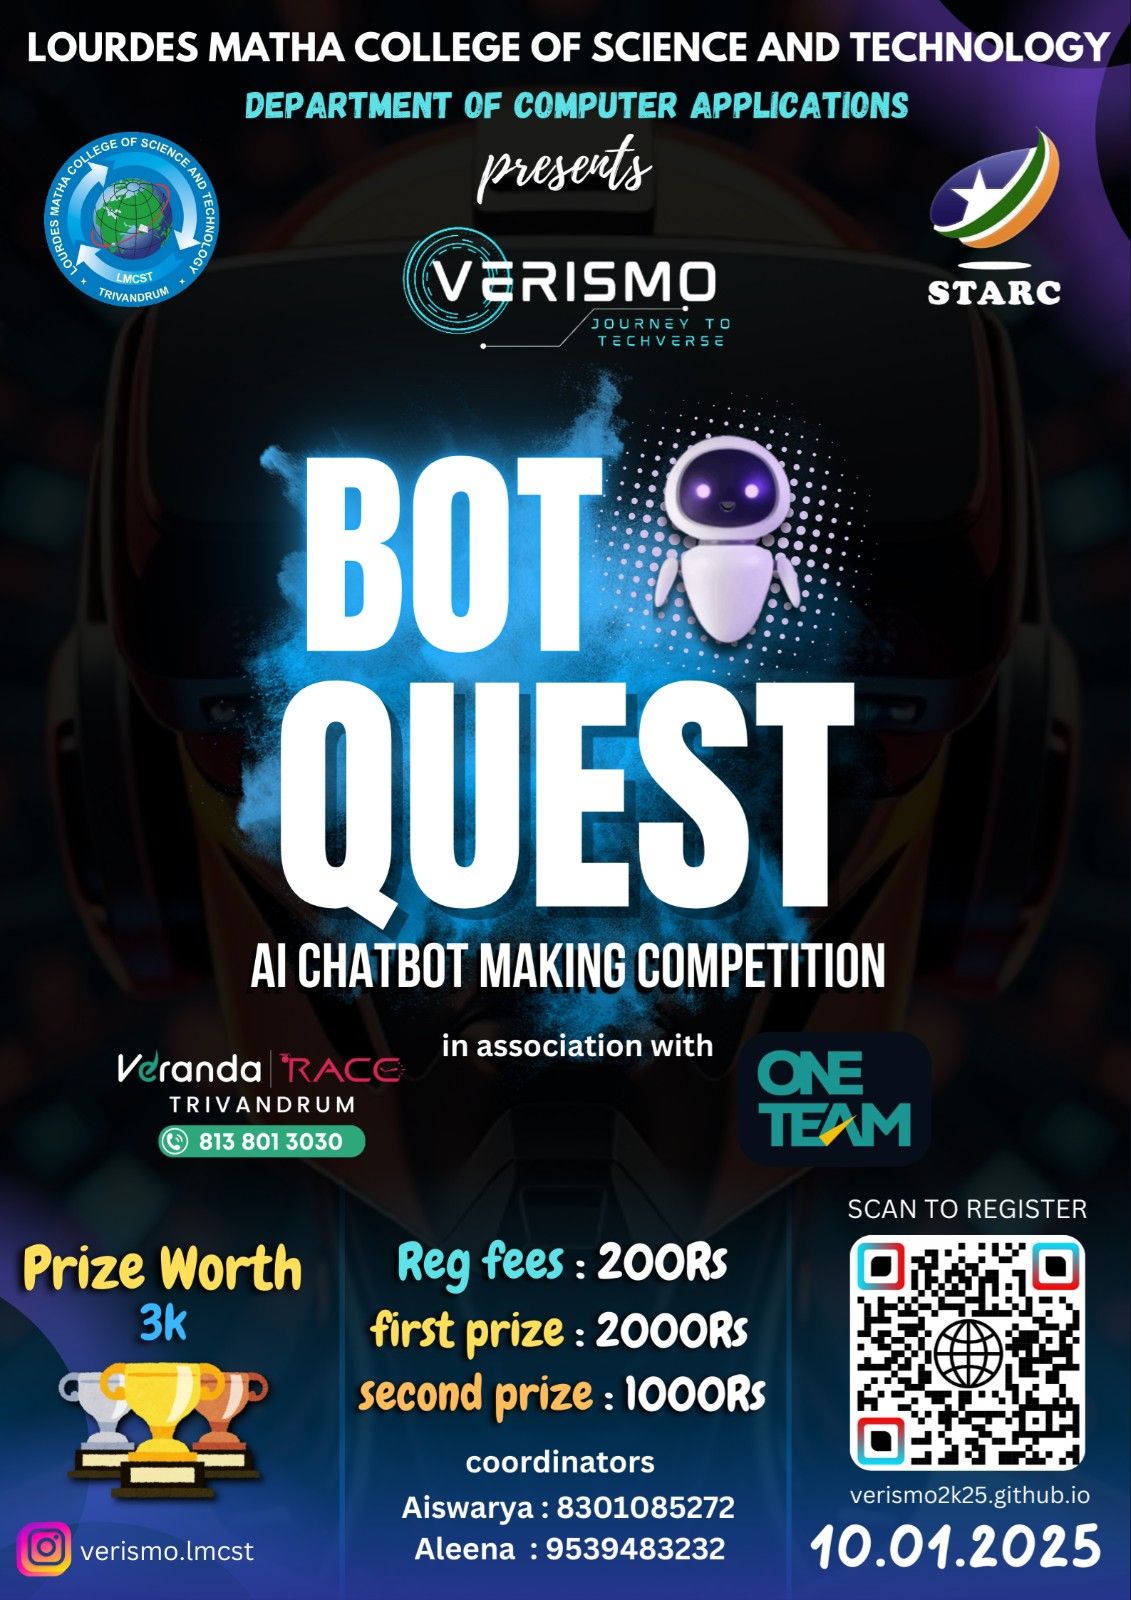 LOURDES MATHA COLLEGE OF SCIENCE AND TECHNOLOGY
DEPARTMENT OF COMPUTER APPLICATIONS
presents
LOURDES MATHA COLLEGE OF SCIENCE AND TECHNOLOGY
LMCST
TRIVANDRUM
STARC
VERISMO
JOURNEY TO
TECHVERSE
BOT
QUEST
AI CHATBOT MAKING COMPETITION
in association with
Veranda RACE
TRIVANDRUM
813 801 3030
ONE
TEAM
SCAN TO REGISTER
Prize Worth
3k
Reg fees : 200Rs
first prize : 2000Rs
second prize : 1000Rs
coordinators
Aiswarya : 8301085272
Aleena : 9539483232
verismo2k25.github.io
10.01.2025
verismo.lmcst